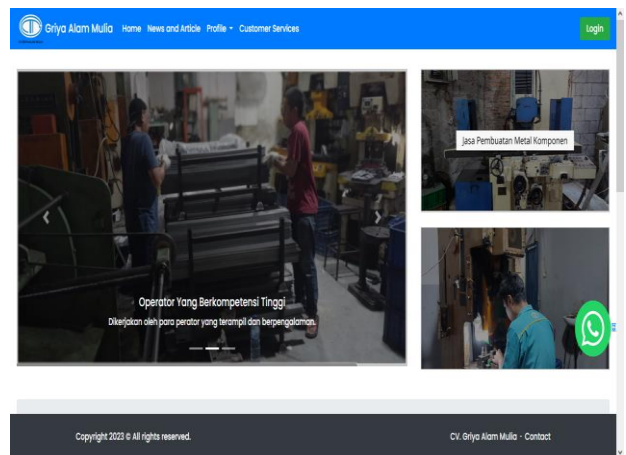 Griya Alam Mulia Home News and Article Profile Customer Services Login
Jasa Pembuatan Metal Komponen
Operator Yang Berkompetensi Tinggi
Dikerjakan oleh para perator yang terampil dan berpengalaman.
Copyright 2023 © All rights reserved. CV. Griya Alam Mulia - Contact